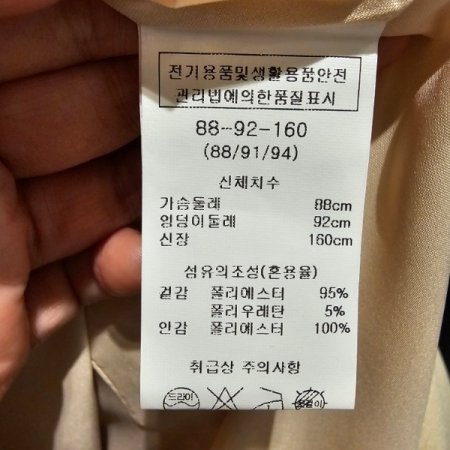 전기용품및생활용품안전
관리법에의한품질표시
88-92-160
(88/91/94)
신체치수
가슴둘레 88cm
엉덩이둘레 92cm
신장 160cm
섬유의조성(혼용율)
겉감 폴리에스터 95%
폴리우레탄 5%
안감 폴리에스터 100%
취급상 주의사항
드라이